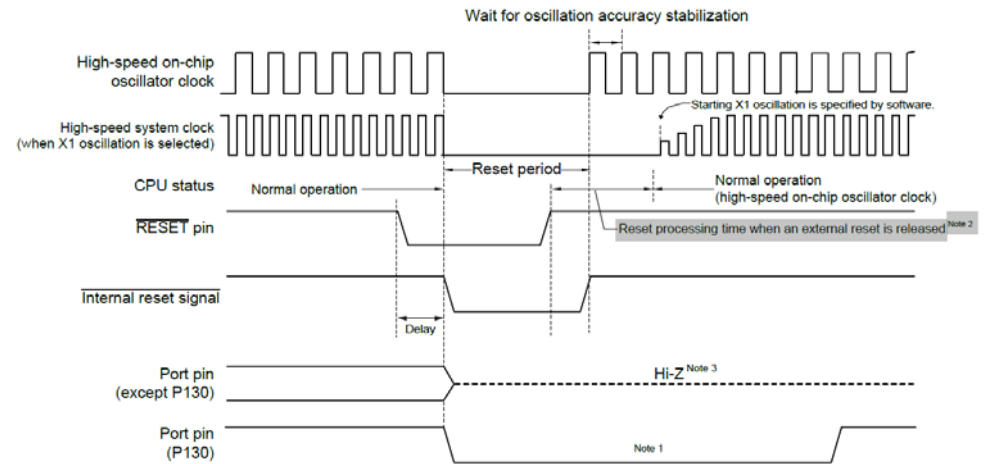 Wait for oscillation accuracy stabilization
High-speed on-chip
oscillator clock
Starting X1 oscillation is specified by software.
High-speed system clock
(when X1 oscillation is selected)
Reset period
CPU status
Normal operation
Normal operation
(high-speed on-chip oscillator clock)
RESET pin
Reset processing time when an external reset is released Note 2
Internal reset signal
Delay
Port pin
(except P130)
Hi-Z Note 3
Port pin
(P130)
Note 1